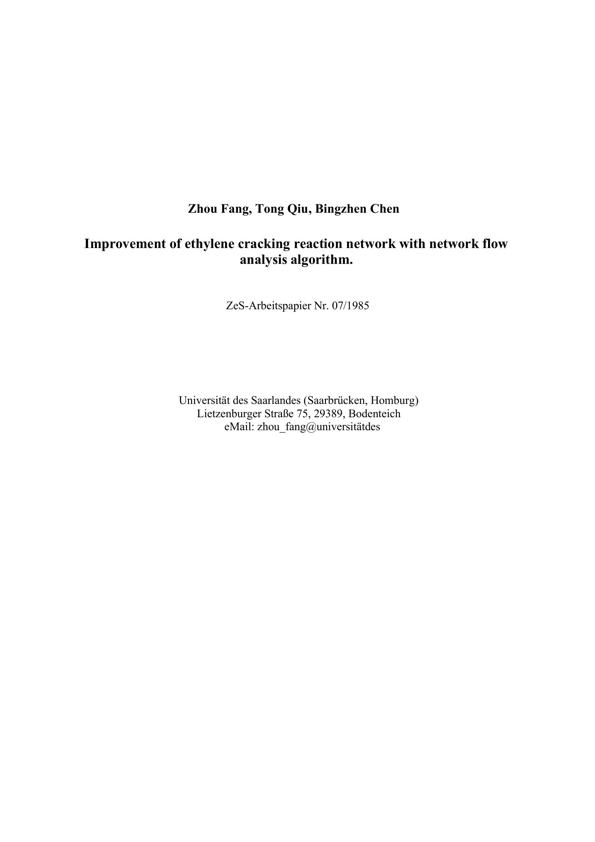 Zhou Fang, Tong Qiu, Bingzhen Chen
Improvement of ethylene cracking reaction network with network flow
analysis algorithm.
ZeS-Arbeitspapier Nr. 07/1985
Universität des Saarlandes (Saarbrücken, Homburg)
Lietzenburger Straße 75, 29389, Bodenteich
eMail: zhou_fang@universitätdes